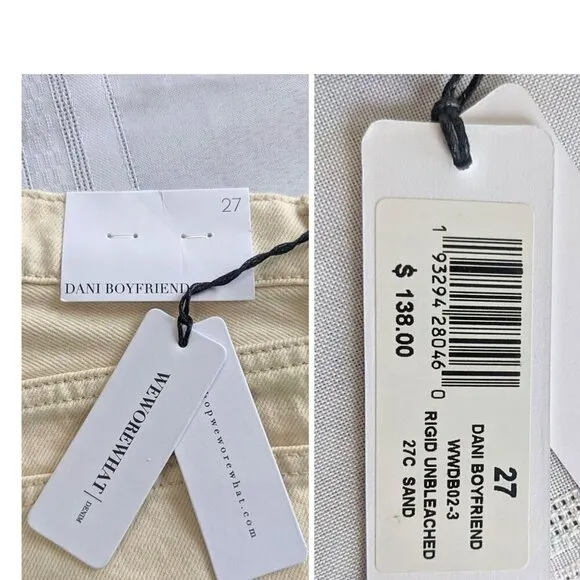 27
DANI BOYFRIEND
WEWOREWHAT | DENIM
hopweworewhat.com
1 93294 28046 0
$ 138.00
27
DANI BOYFRIEND
WWDB02-3
RIGID UNBLEACHED
27C SAND